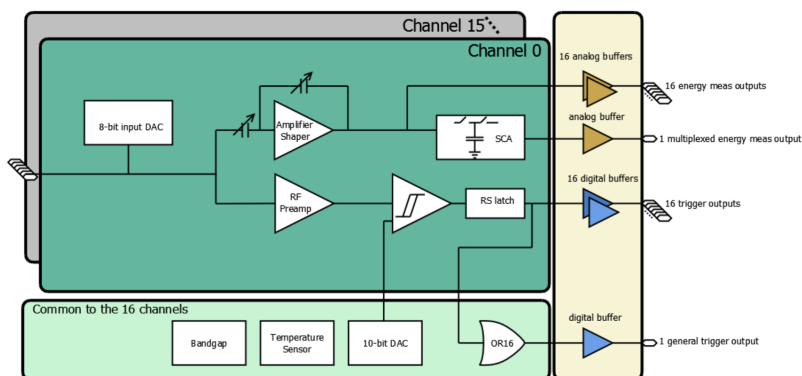 Channel 15
Channel 0
16 analog buffers
16 energy meas outputs
8-bit input DAC
Amplifier
Shaper
SCA
analog buffer
1 multiplexed energy meas output
RF
Preamp
RS latch
16 digital buffers
16 trigger outputs
Common to the 16 channels
Bandgap
Temperature
Sensor
10-bit DAC
OR16
digital buffer
1 general trigger output